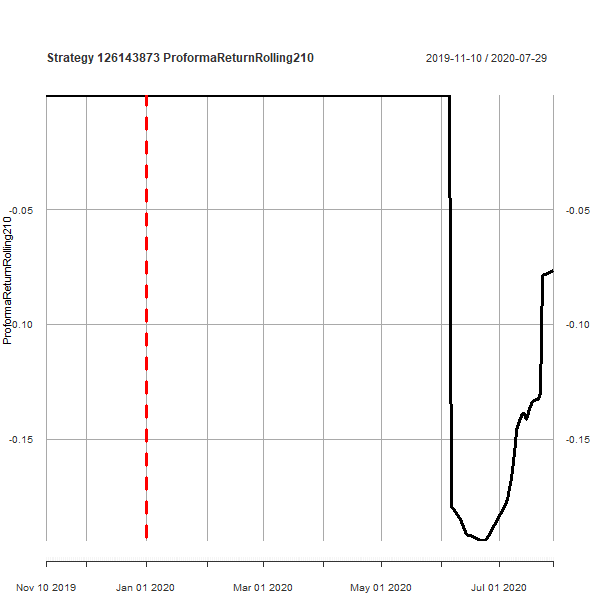 Strategy 126143873 ProformaReturnRolling210
2019-11-10 / 2020-07-29
ProformaReturnRolling210
-0.05
-0.05
-0.10
-0.10
-0.15
-0.15
Nov 10 2019
Jan 01 2020
Mar 01 2020
May 01 2020
Jul 01 2020